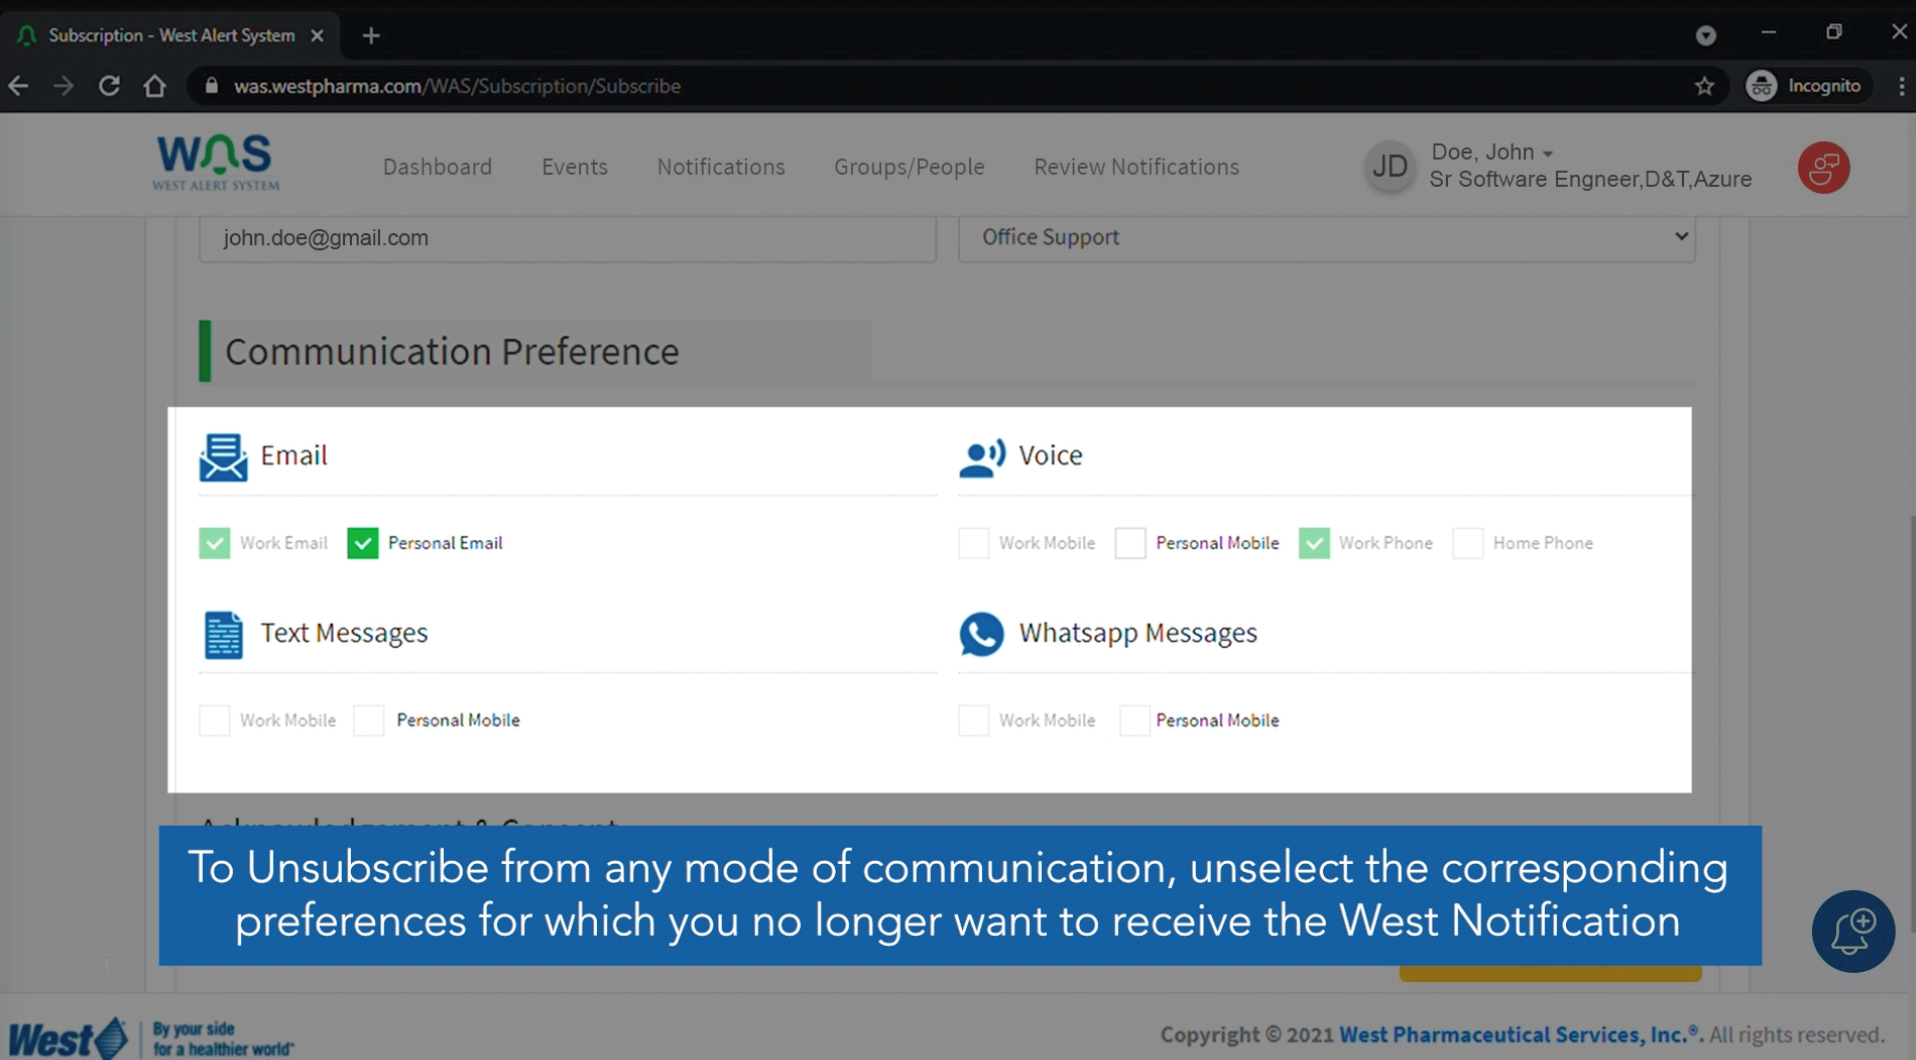 Subscription - West Alert System
was.westpharma.com/WAS/Subscription/Subscribe
Incognito
WAS
WEST ALERT SYSTEM
Dashboard
Events
Notifications
Groups/People
Review Notifications
JD
Doe, John
Sr Software Engneer,D&T,Azure
john.doe@gmail.com
Office Support
Communication Preference
Email
Voice
Work Email
Personal Email
Work Mobile
Personal Mobile
Work Phone
Home Phone
Text Messages
Whatsapp Messages
Work Mobile
Personal Mobile
Work Mobile
Personal Mobile
To Unsubscribe from any mode of communication, unselect the corresponding
preferences for which you no longer want to receive the West Notification
West
By your side
for a healthier world™
Copyright © 2021 West Pharmaceutical Services, Inc.®. All rights reserved.